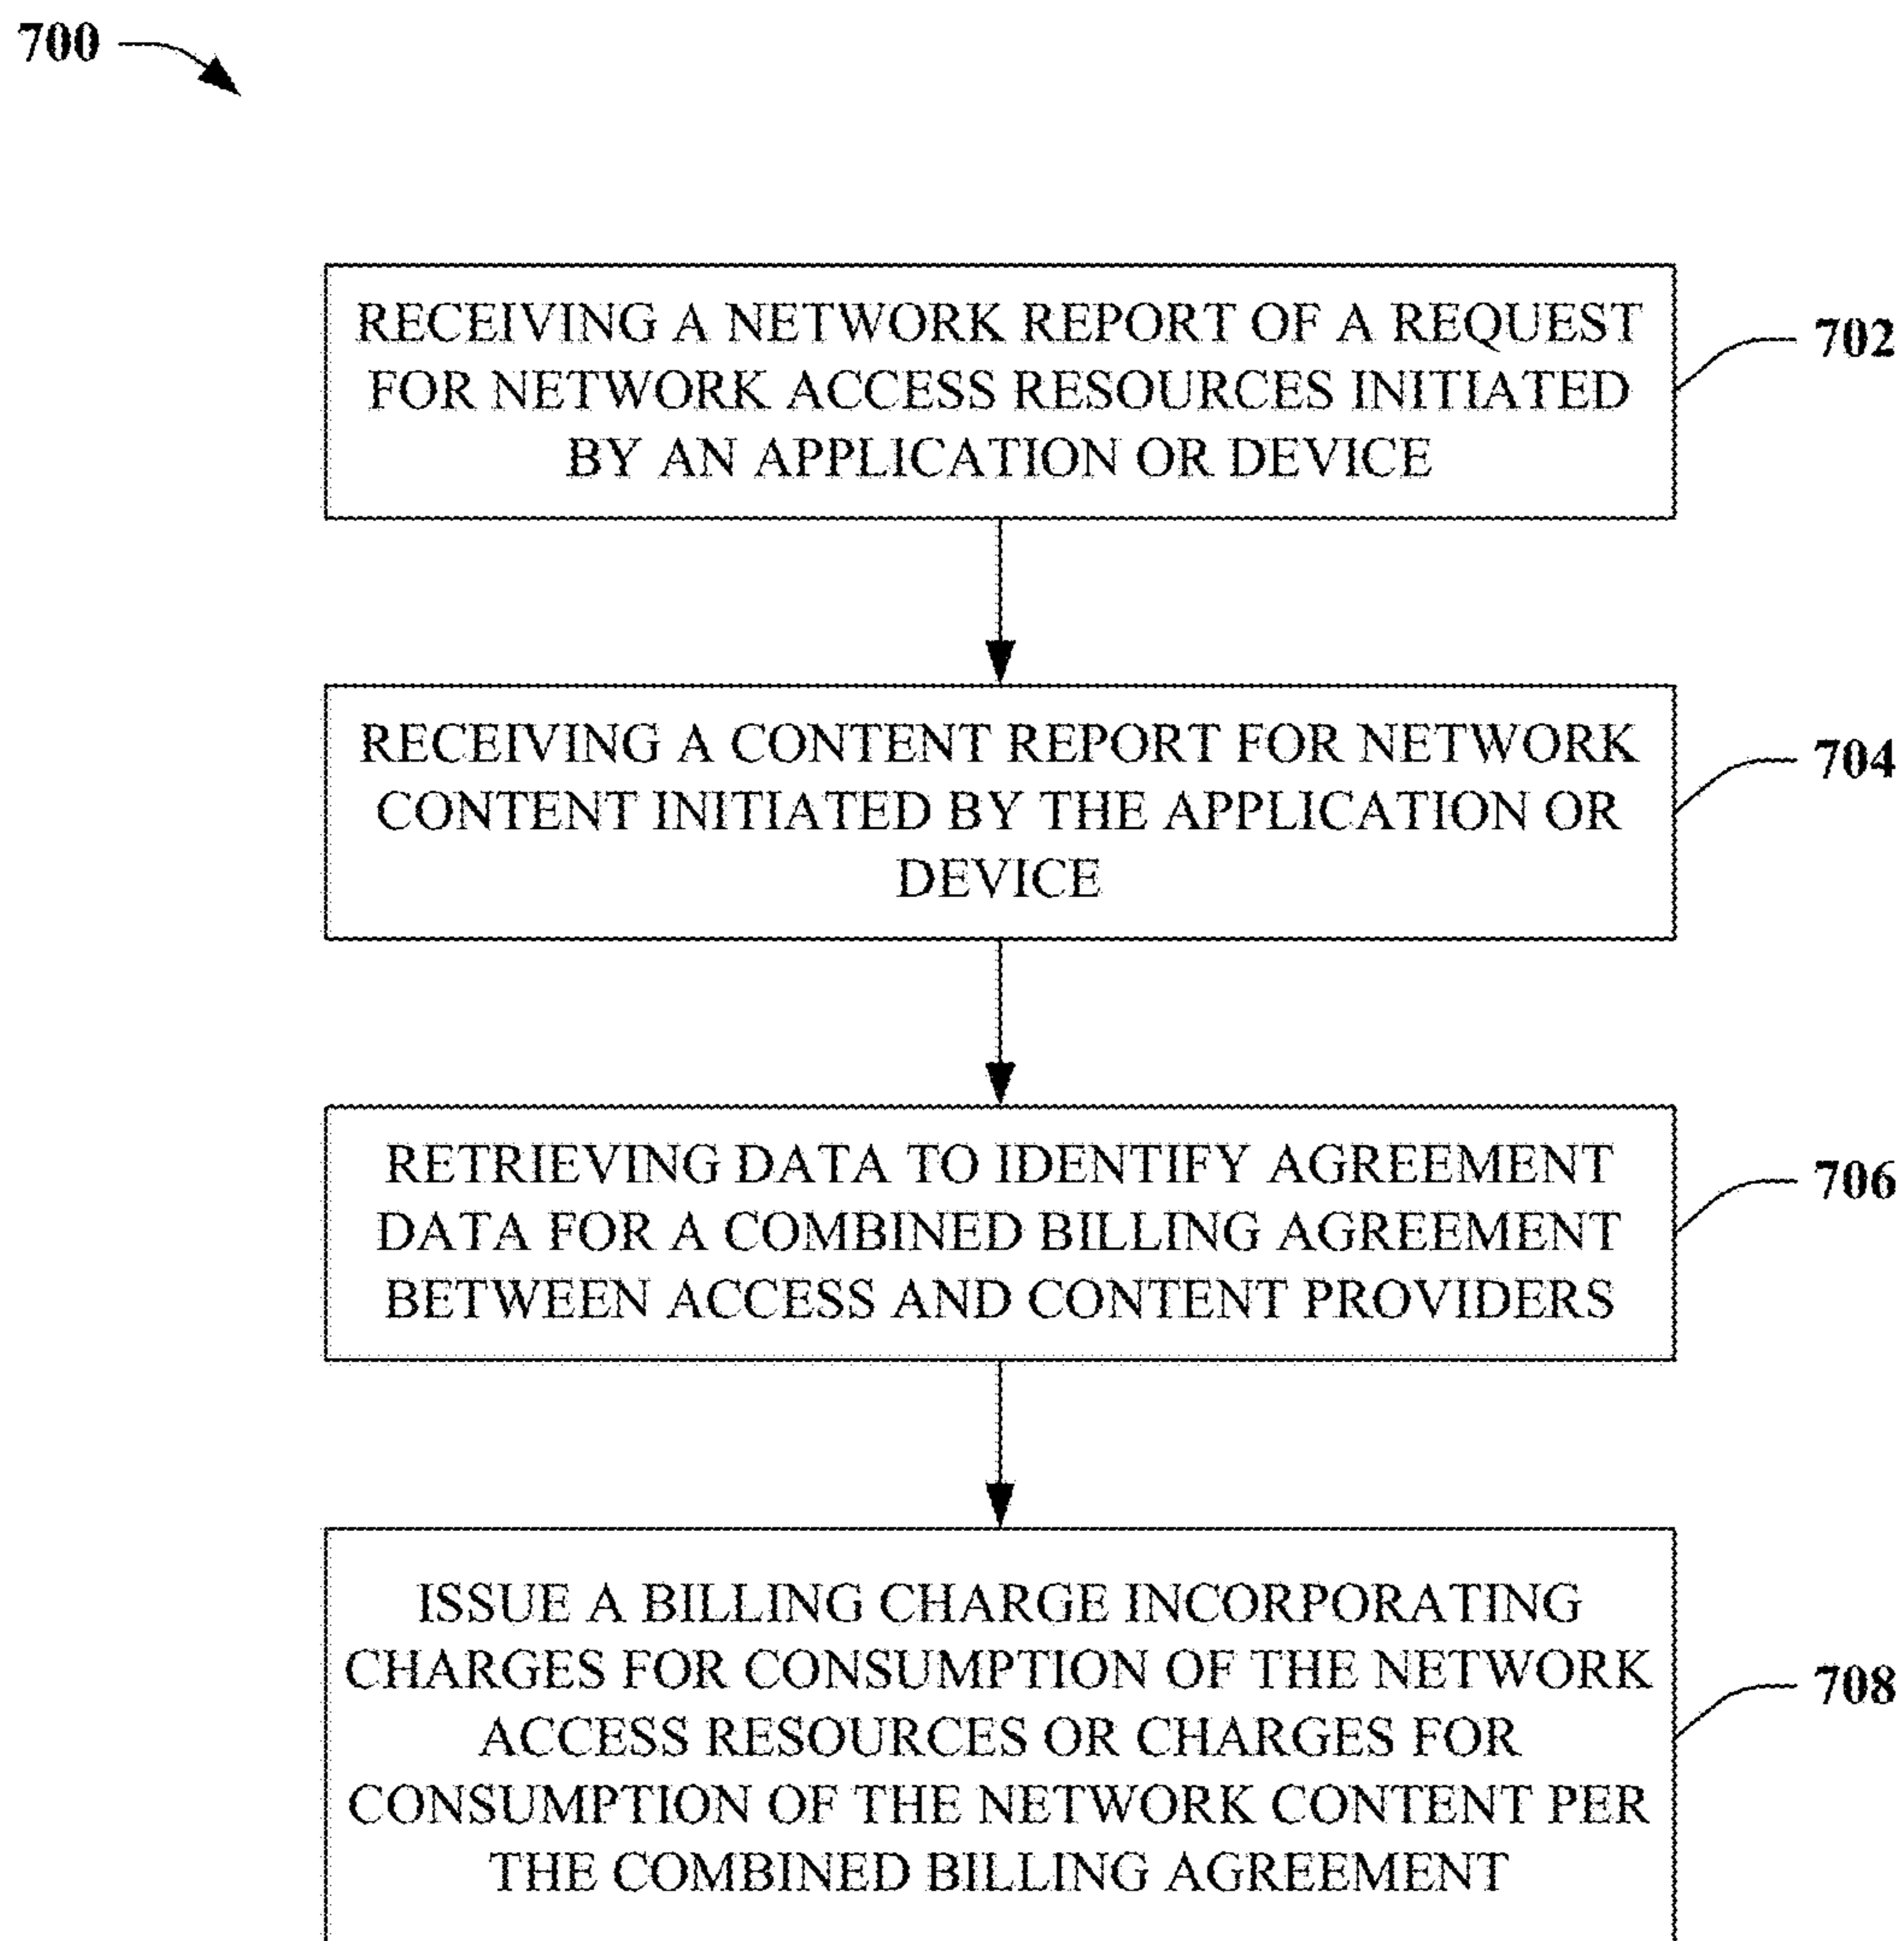 700
RECEIVING A NETWORK REPORT OF A REQUEST
FOR NETWORK ACCESS RESOURCES INITIATED
BY AN APPLICATION OR DEVICE
702
RECEIVING A CONTENT REPORT FOR NETWORK
CONTENT INITIATED BY THE APPLICATION OR
DEVICE
704
RETRIEVING DATA TO IDENTIFY AGREEMENT
DATA FOR A COMBINED BILLING AGREEMENT
BETWEEN ACCESS AND CONTENT PROVIDERS
706
ISSUE A BILLING CHARGE INCORPORATING
CHARGES FOR CONSUMPTION OF THE NETWORK
ACCESS RESOURCES OR CHARGES FOR
CONSUMPTION OF THE NETWORK CONTENT PER
THE COMBINED BILLING AGREEMENT
708